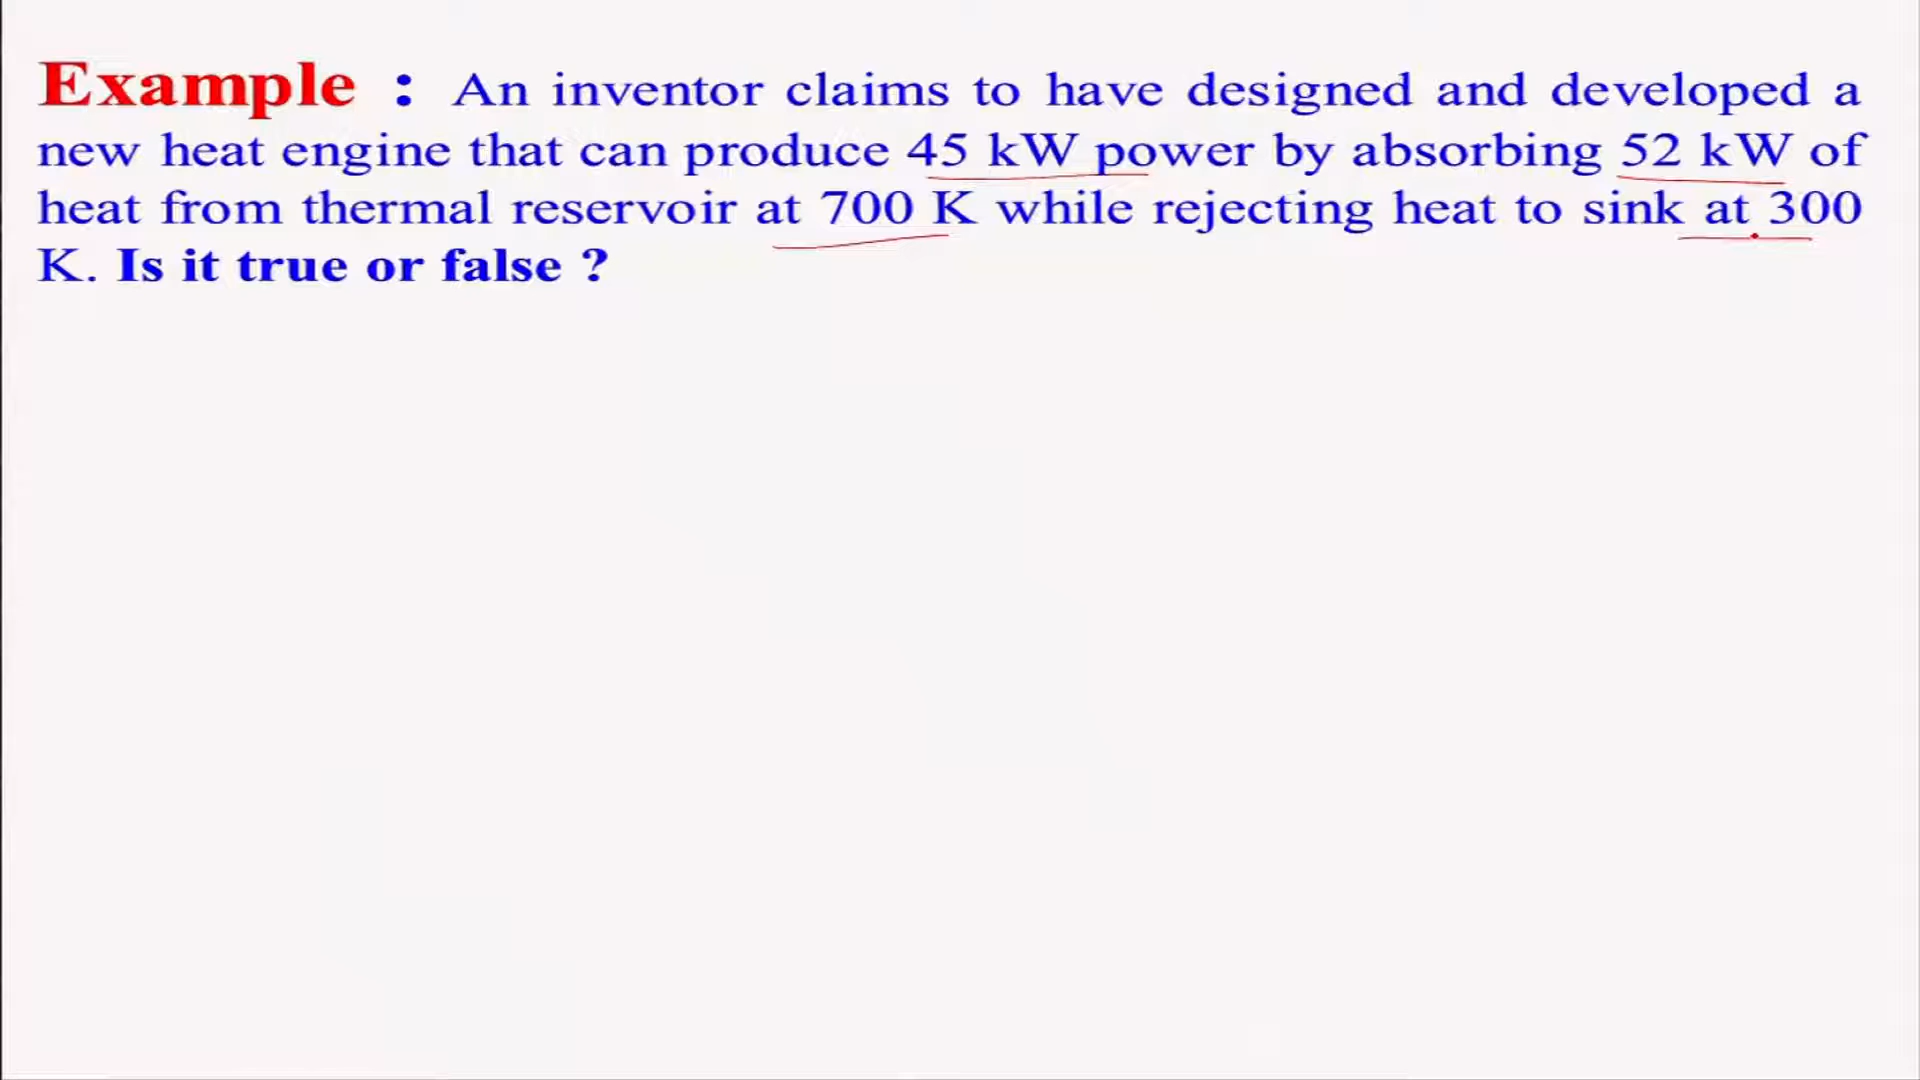 Example : An inventor claims to have designed and developed a
new heat engine that can produce 45 kW power by absorbing 52 kW of
heat from thermal reservoir at 700 K while rejecting heat to sink at 300
K. Is it true or false ?